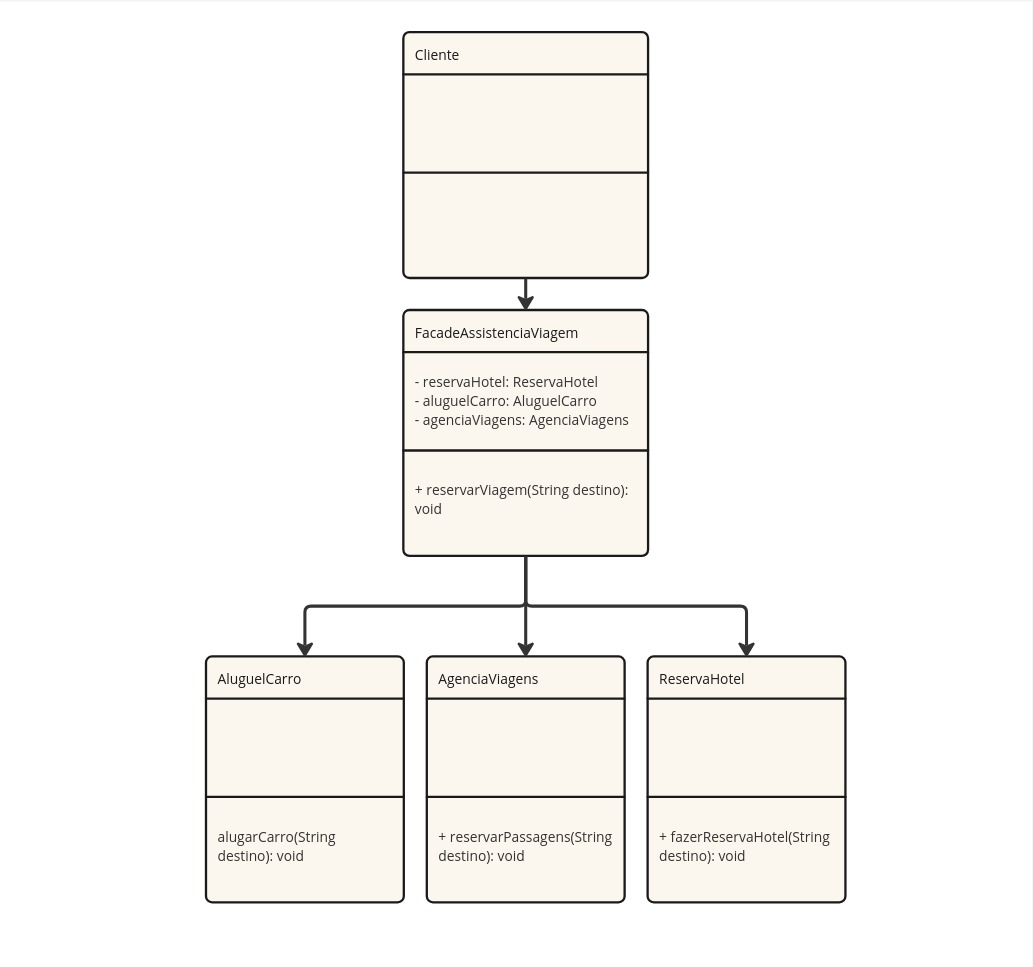 Cliente
FacadeAssistenciaViagem
- reservaHotel: ReservaHotel
- aluguelCarro: AluguelCarro
- agenciaViagens: AgenciaViagens
+ reservarViagem(String destino):
void
AluguelCarro
alugarCarro(String
destino): void
AgenciaViagens
+ reservarPassagens(String
destino): void
ReservaHotel
+ fazerReservaHotel(String
destino): void